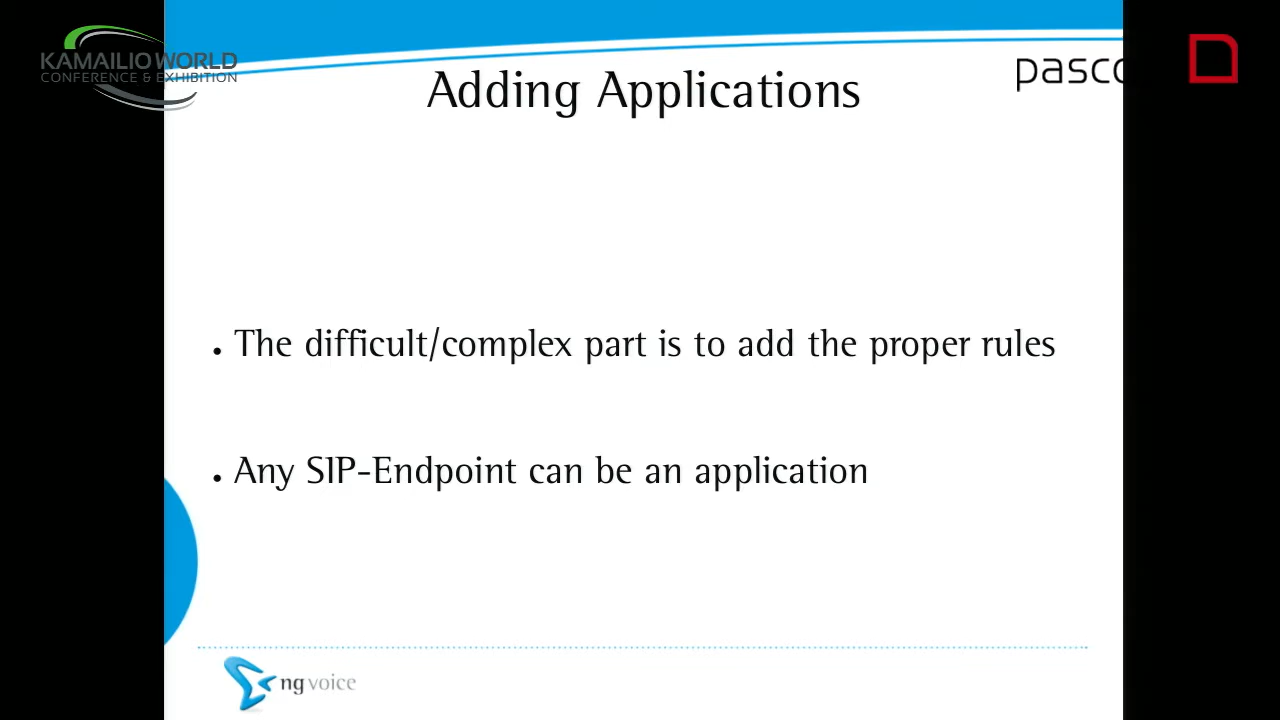 KAMAILIO WORLD
CONFERENCE & EXHIBITION
pasco
Adding Applications
• The difficult/complex part is to add the proper rules
• Any SIP-Endpoint can be an application
ng voice